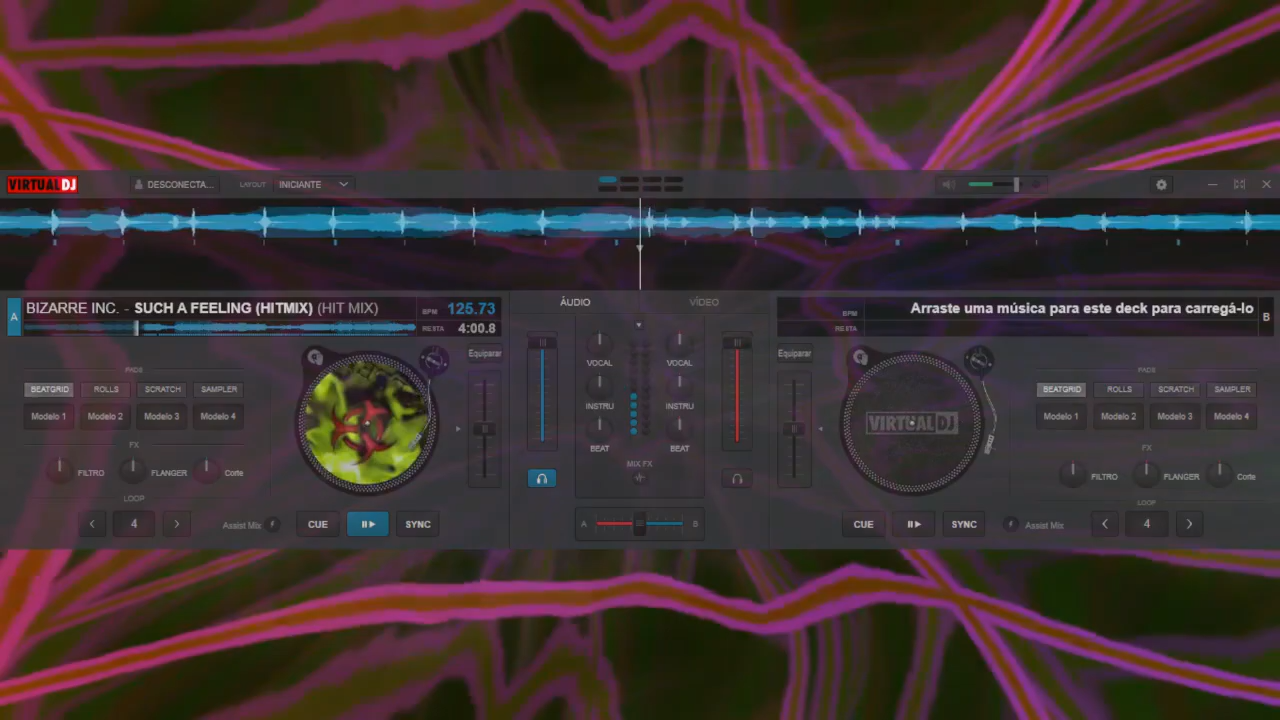 VIRTUALDJ
DESCONECTA...
LAYOUT
INICIANTE
A
BIZARRE INC. - SUCH A FEELING (HITMIX) (HIT MIX)
BPM 125.73
RESTA 4:00.8
ÁUDIO
VÍDEO
BPM
RESTA
Arraste uma música para este deck para carregá-lo
B
PADS
BEATGRID ROLLS SCRATCH SAMPLER
Modelo 1 Modelo 2 Modelo 3 Modelo 4
FX
FILTRO FLANGER Corte
LOOP
4
Assist Mix
CUE
SYNC
Equiparar
VOCAL VOCAL
INSTRU INSTRU
BEAT BEAT
MIX FX
A B
Equiparar
VIRTUALDJ
PADS
BEATGRID ROLLS SCRATCH SAMPLER
Modelo 1 Modelo 2 Modelo 3 Modelo 4
FX
FILTRO FLANGER Corte
LOOP
CUE
SYNC
Assist Mix
4